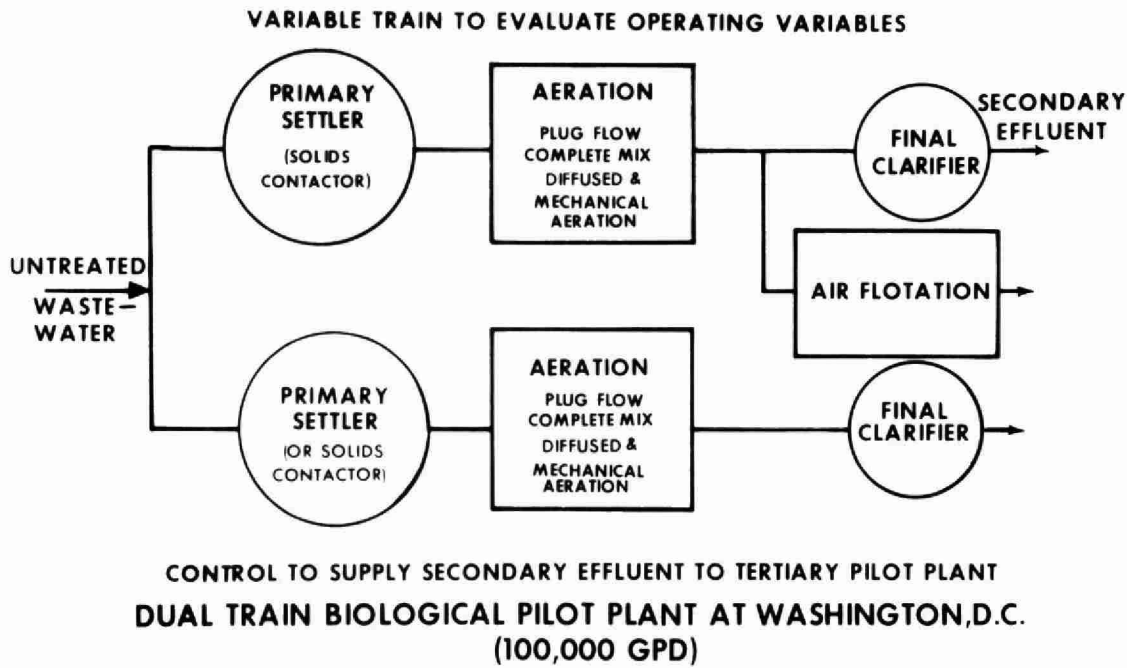 VARIABLE TRAIN TO EVALUATE OPERATING VARIABLES
PRIMARY
SETTLER
(SOLIDS
CONTACTOR)
AERATION
PLUG FLOW
COMPLETE MIX
DIFFUSED &
MECHANICAL
AERATION
FINAL
CLARIFIER
SECONDARY
EFFLUENT
AIR FLOTATION
UNTREATED
WASTE-
WATER
PRIMARY
SETTLER
(OR SOLIDS
CONTACTOR)
AERATION
PLUG FLOW
COMPLETE MIX
DIFFUSED &
MECHANICAL
AERATION
FINAL
CLARIFIER
CONTROL TO SUPPLY SECONDARY EFFLUENT TO TERTIARY PILOT PLANT
DUAL TRAIN BIOLOGICAL PILOT PLANT AT WASHINGTON,D.C.
(100,000 GPD)